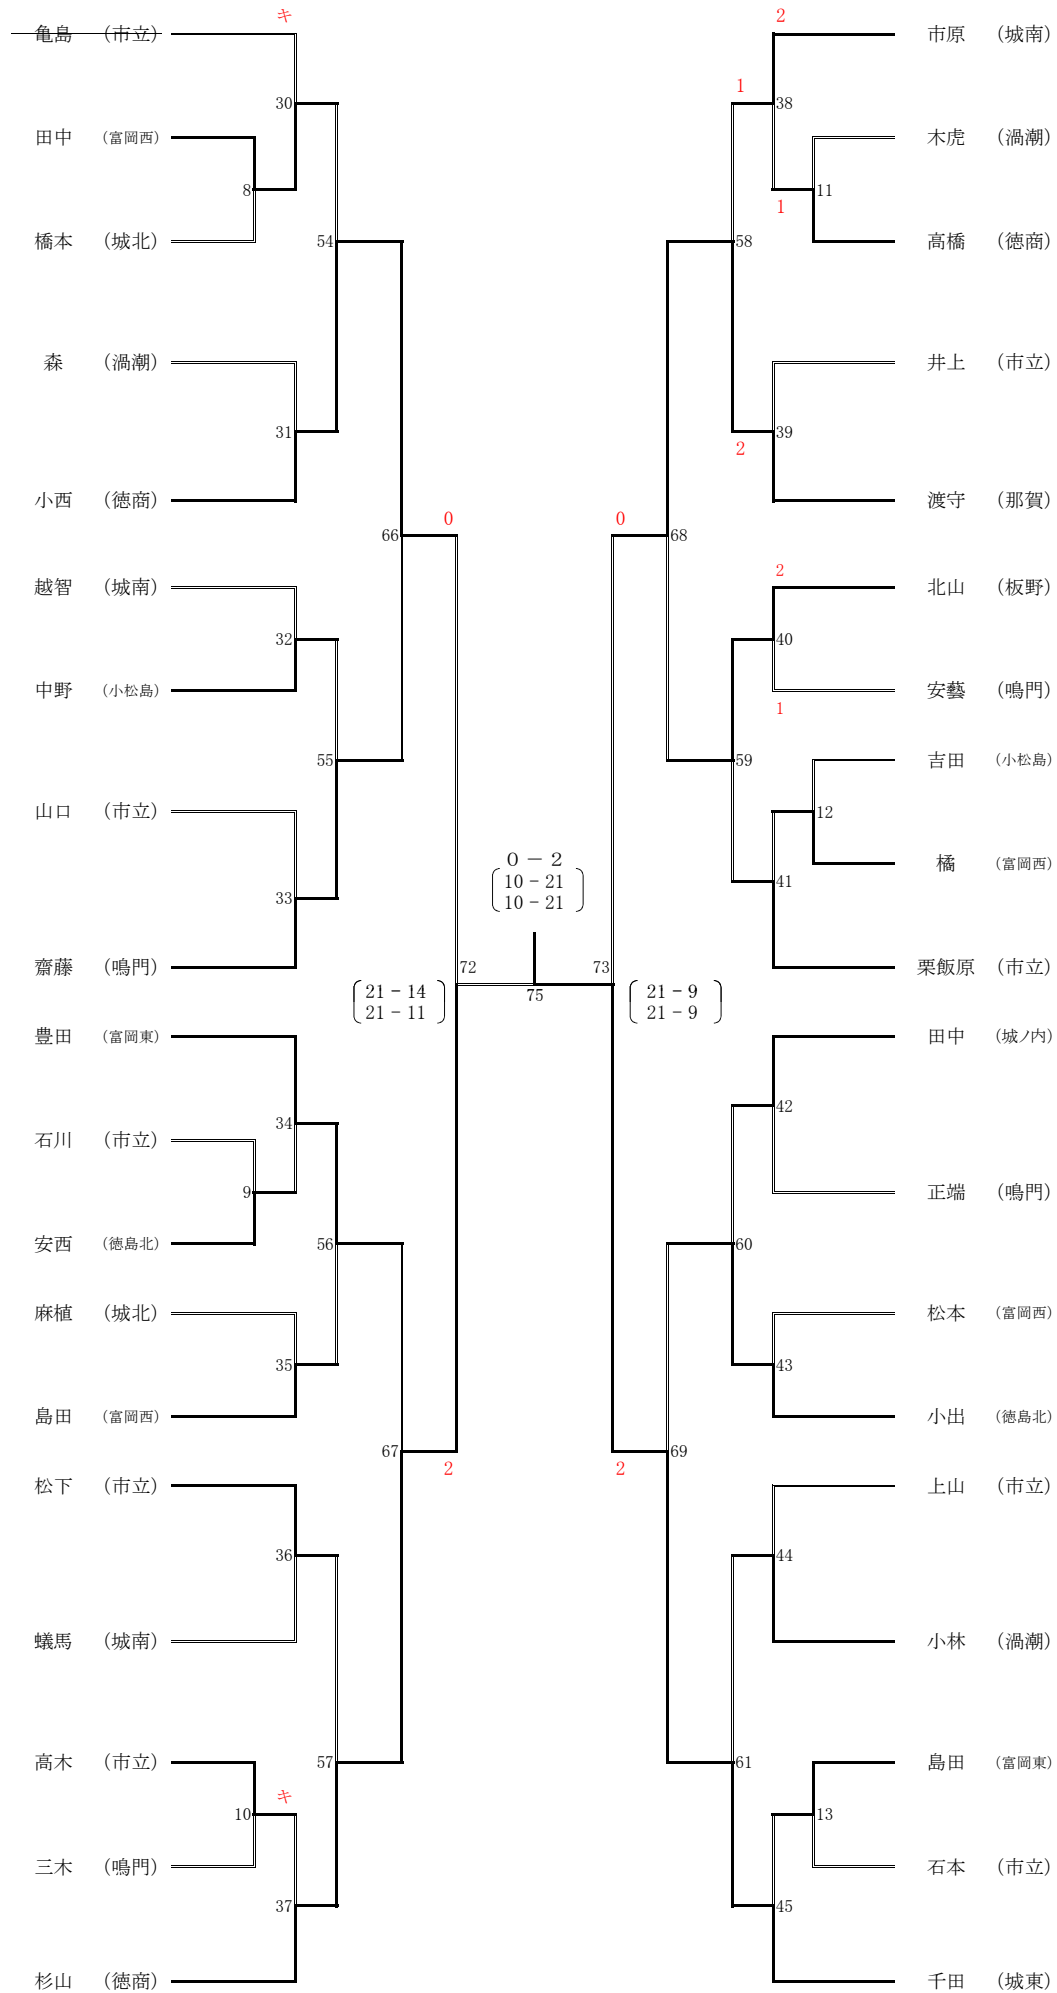 キ
亀島 （市立）
30
田中 （富岡西）
8
橋本 （城北）
54
森 （渦潮）
31
小西 （徳商）
66
0
越智 （城南）
32
中野 （小松島）
55
山口 （市立）
33
齋藤 （鳴門）
72
21－14
21－11
豊田 （富岡東）
34
石川 （市立）
9
安西 （徳島北）
56
麻植 （城北）
35
島田 （富岡西）
67
2
松下 （市立）
36
蟻馬 （城南）
57
高木 （市立）
キ
10
三木 （鳴門）
37
杉山 （徳商）
0－2
10－21
10－21
75
2
市原 （城南）
1
38
木虎 （渦潮）
11
1
高橋 （徳商）
58
井上 （市立）
39
2
渡守 （那賀）
0
68
2
北山 （板野）
40
安藝 （鳴門）
1
59
吉田 （小松島）
12
橘 （富岡西）
41
栗飯原 （市立）
73
21－9
21－9
田中 （城ノ内）
42
正端 （鳴門）
60
松本 （富岡西）
43
小出 （徳島北）
69
2
上山 （市立）
44
小林 （渦潮）
61
島田 （富岡東）
13
石本 （市立）
45
千田 （城東）